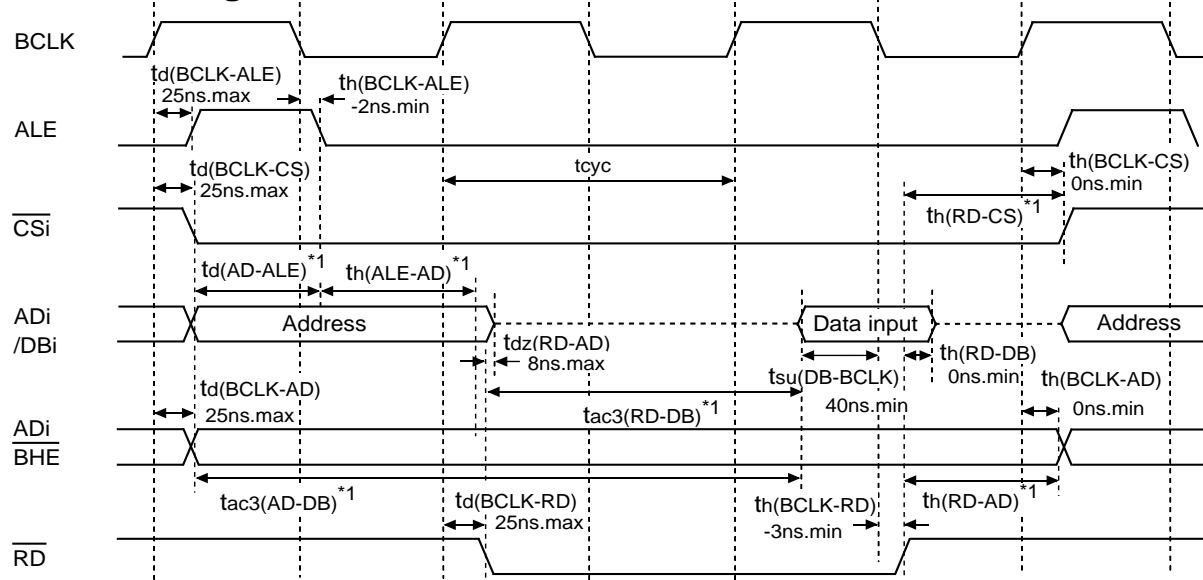 BCLK
td(BCLK-ALE)
25ns.max
th(BCLK-ALE)
-2ns.min
ALE
td(BCLK-CS)
25ns.max
tcyc
th(BCLK-CS)
0ns.min
th(RD-CS)*1
CSi
td(AD-ALE)*1
th(ALE-AD)*1
ADi
/DBi
Address
Data input
Address
tdz(RD-AD)
8ns.max
tsu(DB-BCLK)
40ns.min
th(RD-DB)
0ns.min
td(BCLK-AD)
25ns.max
tac3(RD-DB)*1
th(BCLK-AD)
0ns.min
ADi
BHE
tac3(AD-DB)*1
td(BCLK-RD)
25ns.max
th(BCLK-RD)
-3ns.min
th(RD-AD)*1
RD